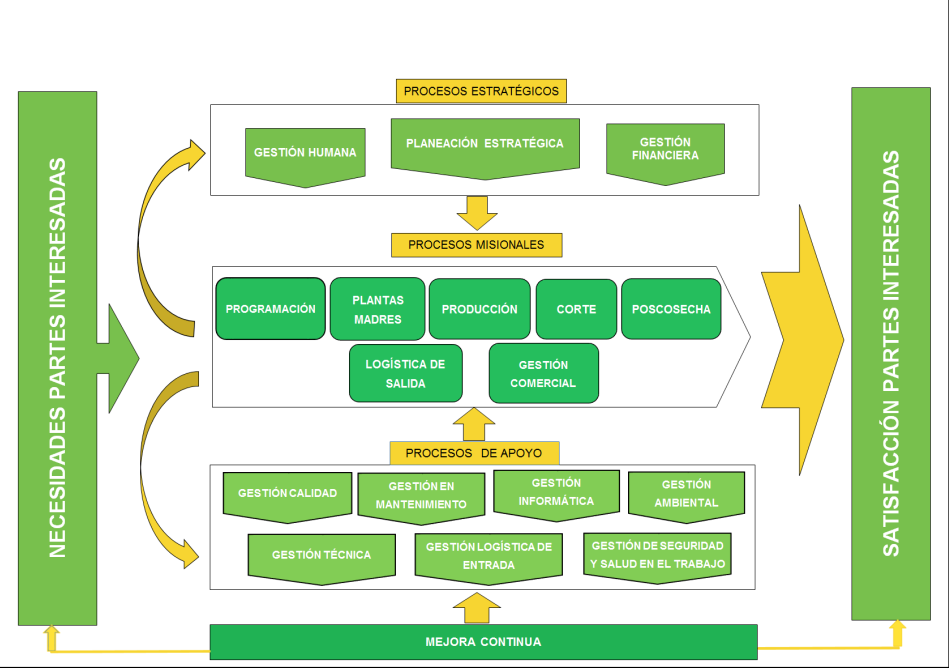 NECESIDADES PARTES INTERESADAS
PROCESOS ESTRATÉGICOS
GESTIÓN HUMANA
PLANEACIÓN ESTRATÉGICA
GESTIÓN
FINANCIERA
PROCESOS MISIONALES
PROGRAMACIÓN
PLANTAS
MADRES
PRODUCCIÓN
CORTE
POSCOSECHA
LOGÍSTICA DE
SALIDA
GESTIÓN
COMERCIAL
PROCESOS DE APOYO
GESTIÓN CALIDAD
GESTIÓN EN
MANTENIMIENTO
GESTIÓN
INFORMÁTICA
GESTIÓN
AMBIENTAL
GESTIÓN TÉCNICA
GESTIÓN LOGÍSTICA DE
ENTRADA
GESTIÓN DE SEGURIDAD
Y SALUD EN EL TRABAJO
MEJORA CONTINUA
SATISFACCIÓN PARTES INTERESADAS